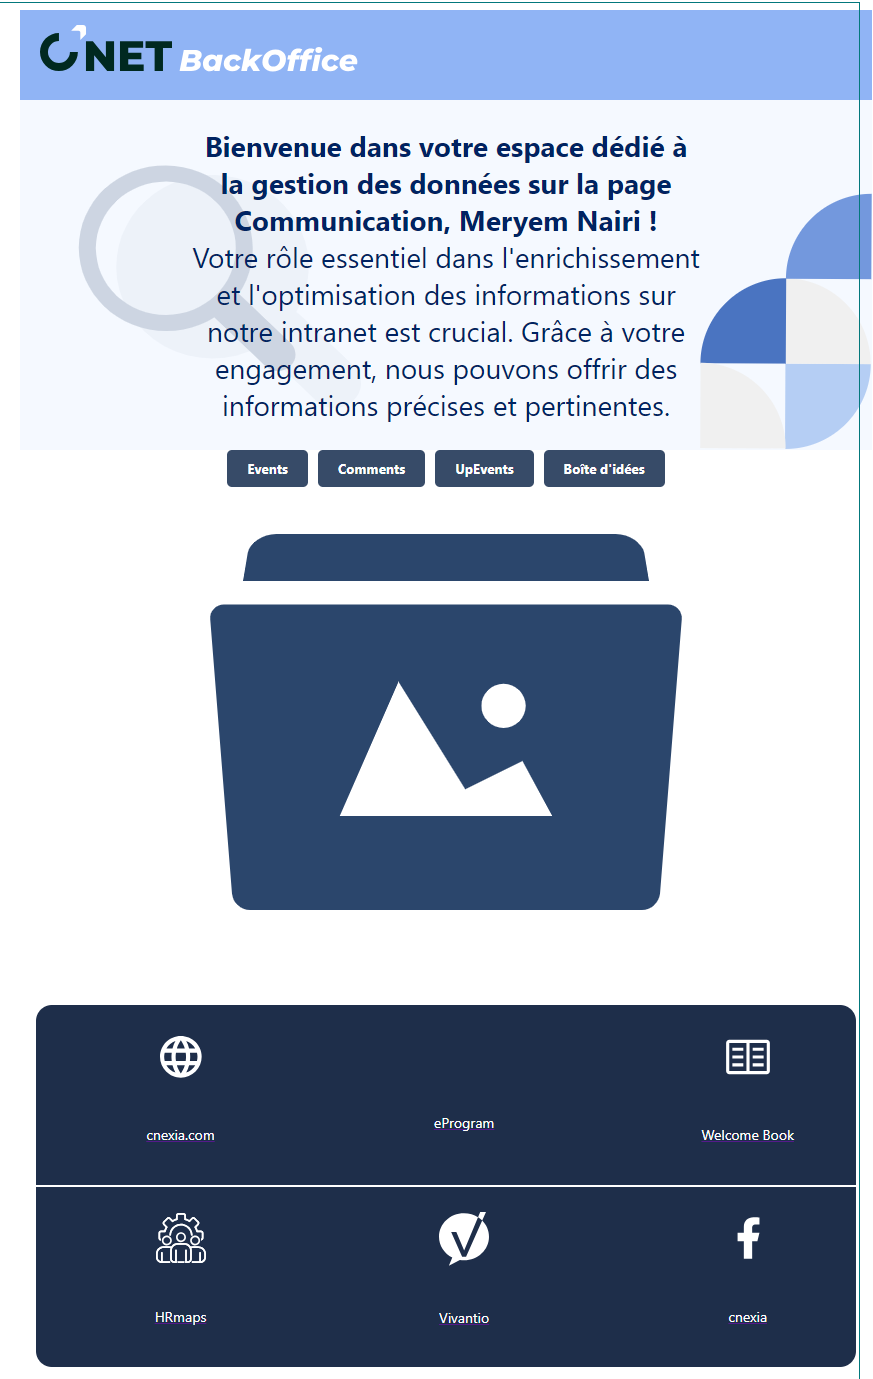 CNET BackOffice
Bienvenue dans votre espace dédié à
la gestion des données sur la page
Communication, Meryem Nairi !
Votre rôle essentiel dans l'enrichissement
et l'optimisation des informations sur
notre intranet est crucial. Grâce à votre
engagement, nous pouvons offrir des
informations précises et pertinentes.
Events Comments UpEvents Boîte d'idées
cnexia.com eProgram Welcome Book
HRmaps Vivantio cnexia